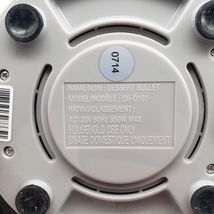 0714
NAME/NOM : DESSERT BULLET
MODEL/MODÈLE : DB-0101
RATING/CLASSEMENT :
AC120V 60Hz 350W MAX
HOUSEHOLD USE ONLY
USAGE DOMESTIQUE UNIQUEMENT